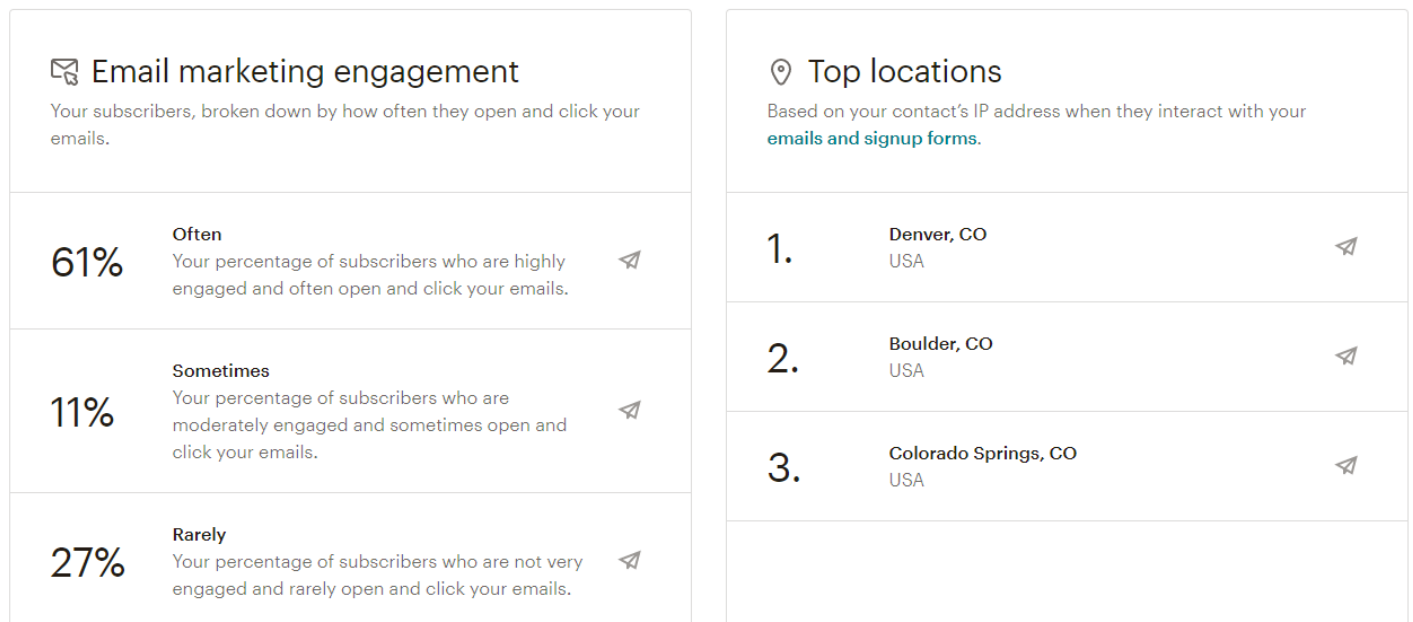 Email marketing engagement
Your subscribers, broken down by how often they open and click your
emails.
61%
Often
Your percentage of subscribers who are highly
engaged and often open and click your emails.
11%
Sometimes
Your percentage of subscribers who are
moderately engaged and sometimes open and
click your emails.
27%
Rarely
Your percentage of subscribers who are not very
engaged and rarely open and click your emails.
Top locations
Based on your contact’s IP address when they interact with your
emails and signup forms.
1.
Denver, CO
USA
2.
Boulder, CO
USA
3.
Colorado Springs, CO
USA